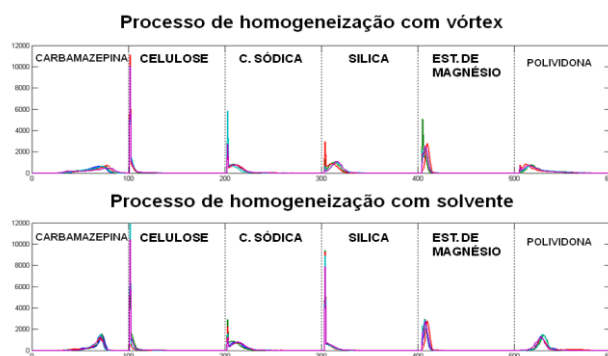 Processo de homogeneização com vórtex
12000
10000
8000
6000
4000
2000
0
CARBAMAZEPINA CELULOSE C. SÓDICA SILICA EST. DE MAGNÉSIO POLIVIDONA
0 100 200 300 400 500
Processo de homogeneização com solvente
12000
10000
8000
6000
4000
2000
0
CARBAMAZEPINA CELULOSE C. SÓDICA SILICA EST. DE MAGNÉSIO POLIVIDONA
0 100 200 300 400 500